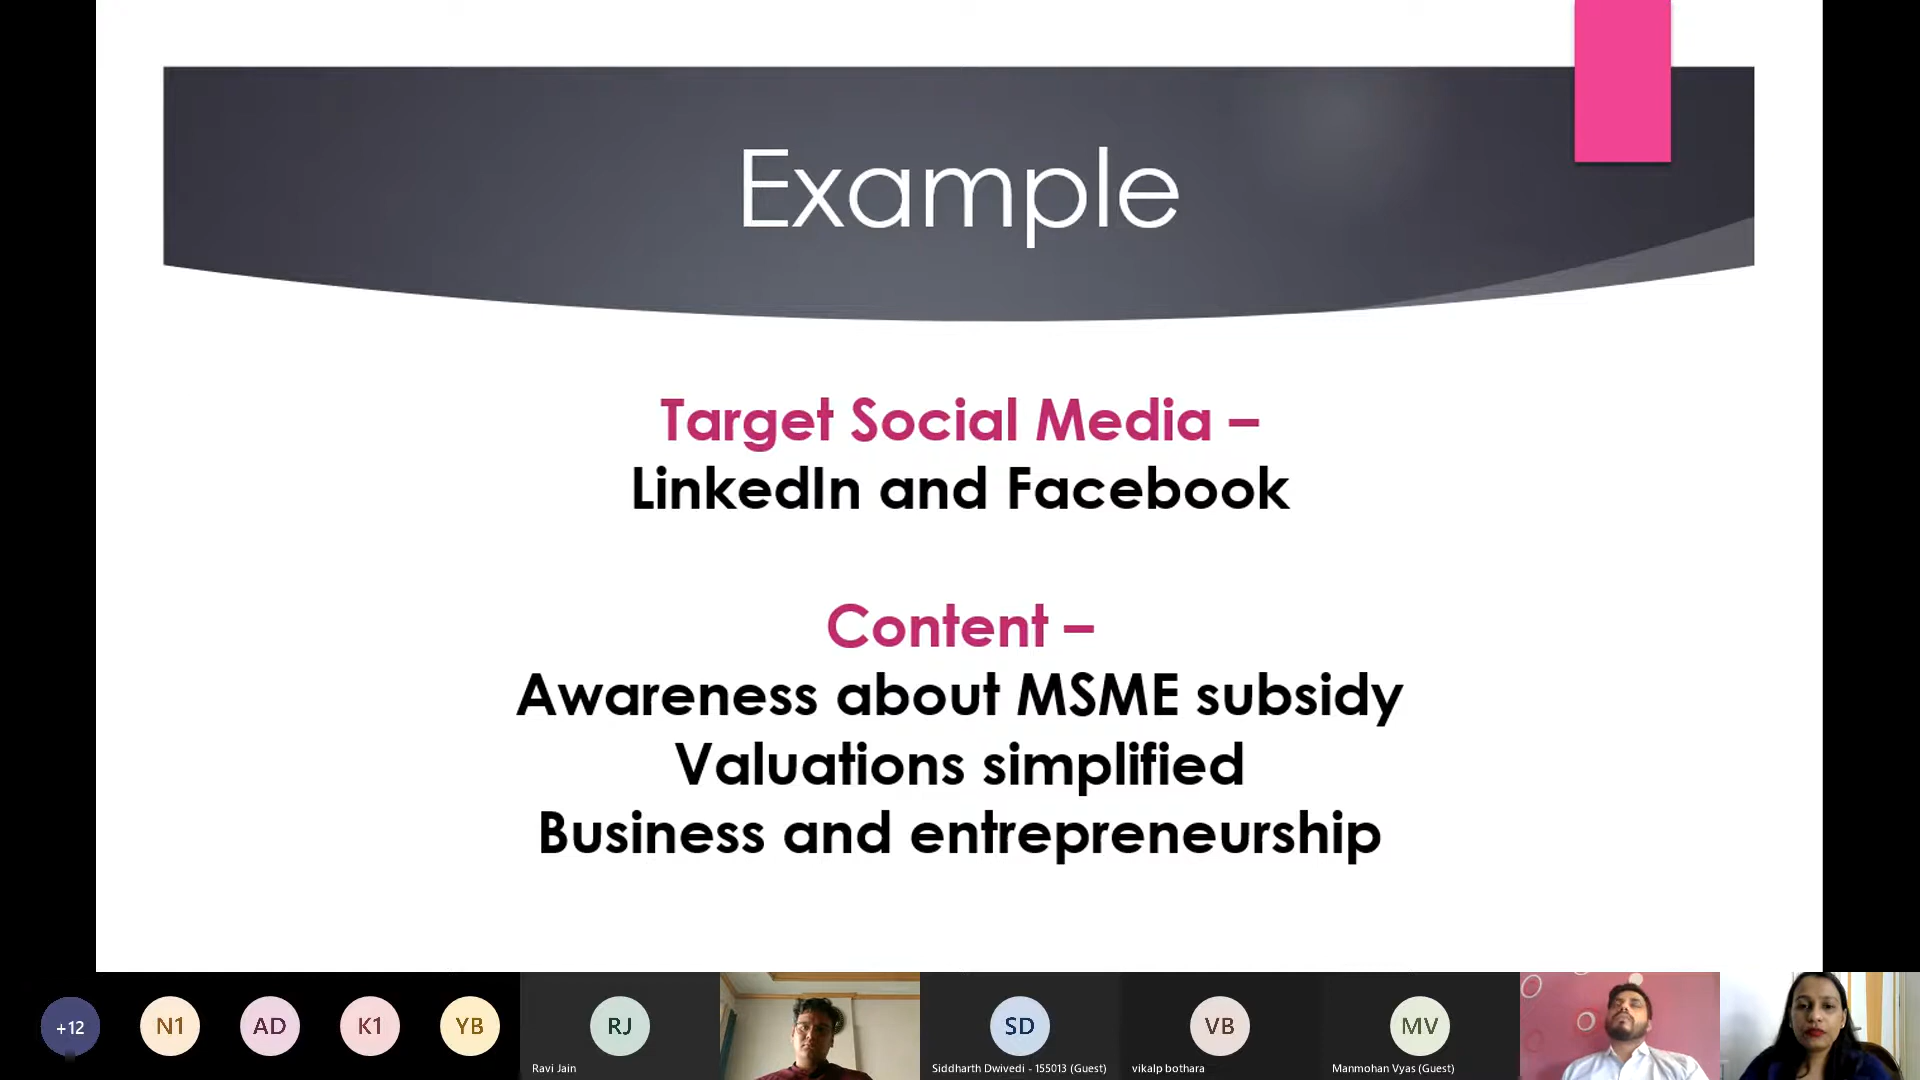 Example
Target Social Media –
LinkedIn and Facebook
Content –
Awareness about MSME subsidy
Valuations simplified
Business and entrepreneurship
+12
N1
AD
K1
YB
RJ
Ravi Jain
SD
Siddharth Dwivedi - 155013 (Guest)
VB
vikalp bothara
MV
Manmohan Vyas (Guest)